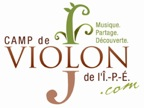 Musique.
Partage.
Découverte.
CAMP de
VIOLON
de l'Î.-P.-É.
.com